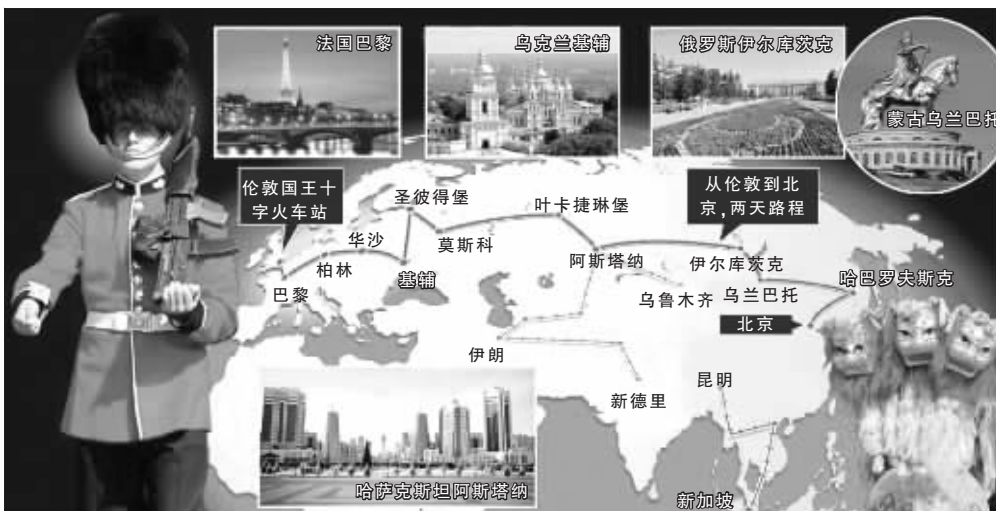 法国巴黎
乌克兰基辅
俄罗斯伊尔库茨克
蒙古乌兰巴托
伦敦国王十
字火车站
从伦敦到北
京,两天路程
圣彼得堡
叶卡捷琳堡
华沙
莫斯科
柏林
基辅
阿斯塔纳
伊尔库茨克
哈巴罗夫斯克
巴黎
乌鲁木齐
乌兰巴托
北京
伊朗
昆明
新德里
哈萨克斯坦阿斯塔纳
新加坡